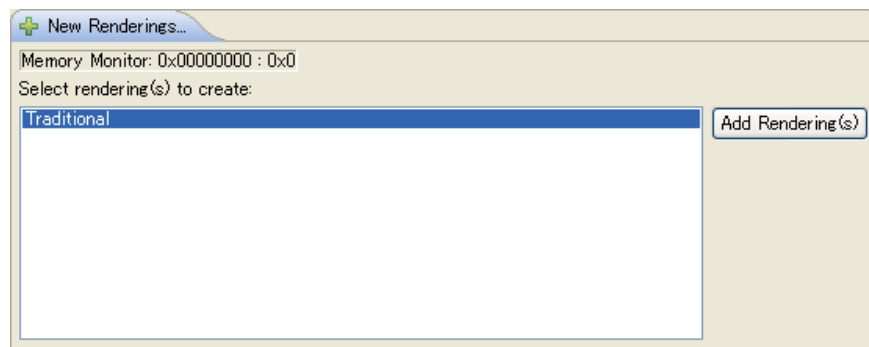 New Renderings...
Memory Monitor: 0x00000000 : 0x0
Select rendering(s) to create:
Traditional
Add Rendering(s)